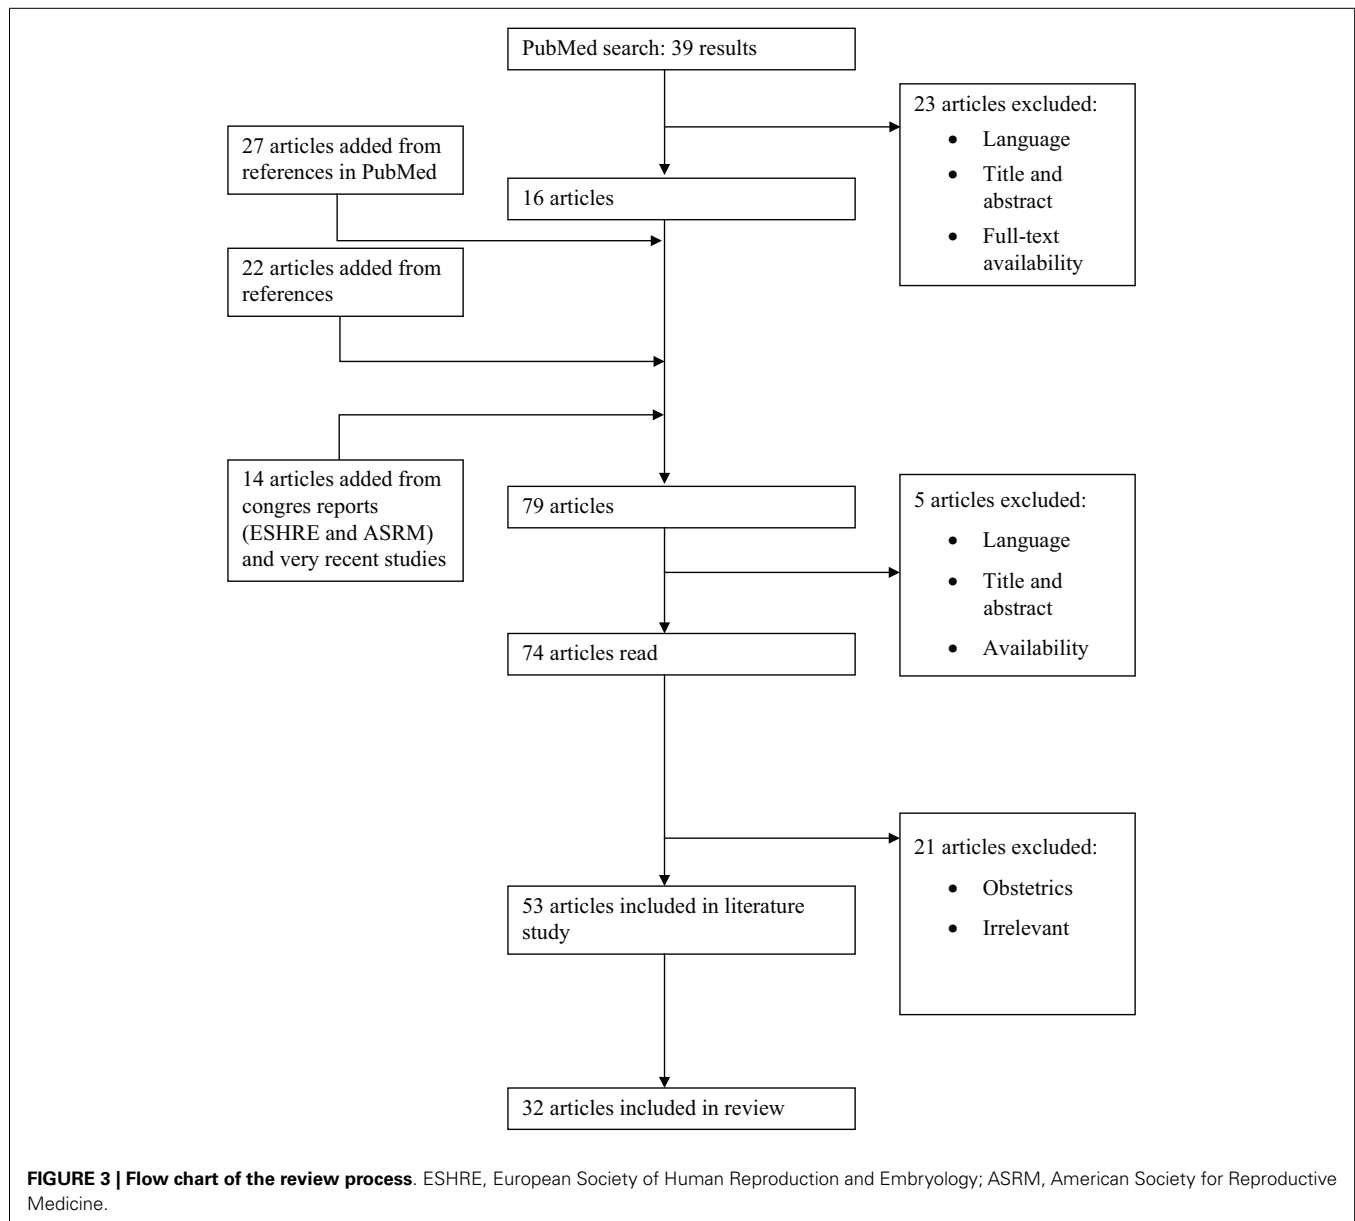 PubMed search: 39 results
23 articles excluded:
• Language
• Title and
abstract
• Full-text
availability
27 articles added from
references in PubMed
16 articles
22 articles added from
references
14 articles added from
congres reports
(ESHRE and ASRM)
and very recent studies
79 articles
5 articles excluded:
• Language
• Title and
abstract
• Availability
74 articles read
21 articles excluded:
• Obstetrics
• Irrelevant
53 articles included in literature
study
32 articles included in review
FIGURE 3 | Flow chart of the review process. ESHRE, European Society of Human Reproduction and Embryology; ASRM, American Society for Reproductive
Medicine.